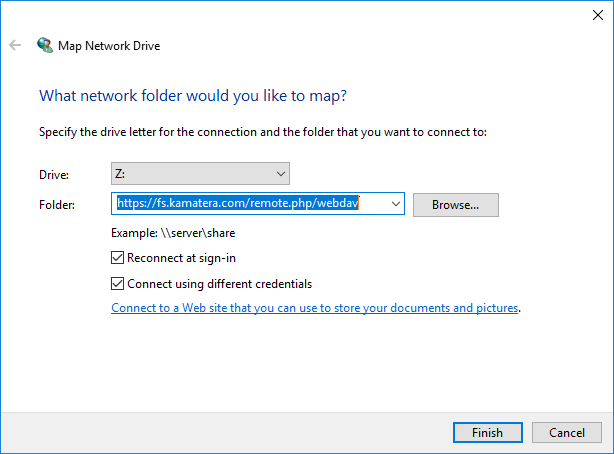 Map Network Drive
What network folder would you like to map?
Specify the drive letter for the connection and the folder that you want to connect to:
Drive: Z:
Folder: https://fs.kamatera.com/remote.php/webdav Browse...
Example: \\server\share
Reconnect at sign-in
Connect using different credentials
Connect to a Web site that you can use to store your documents and pictures.
Finish Cancel